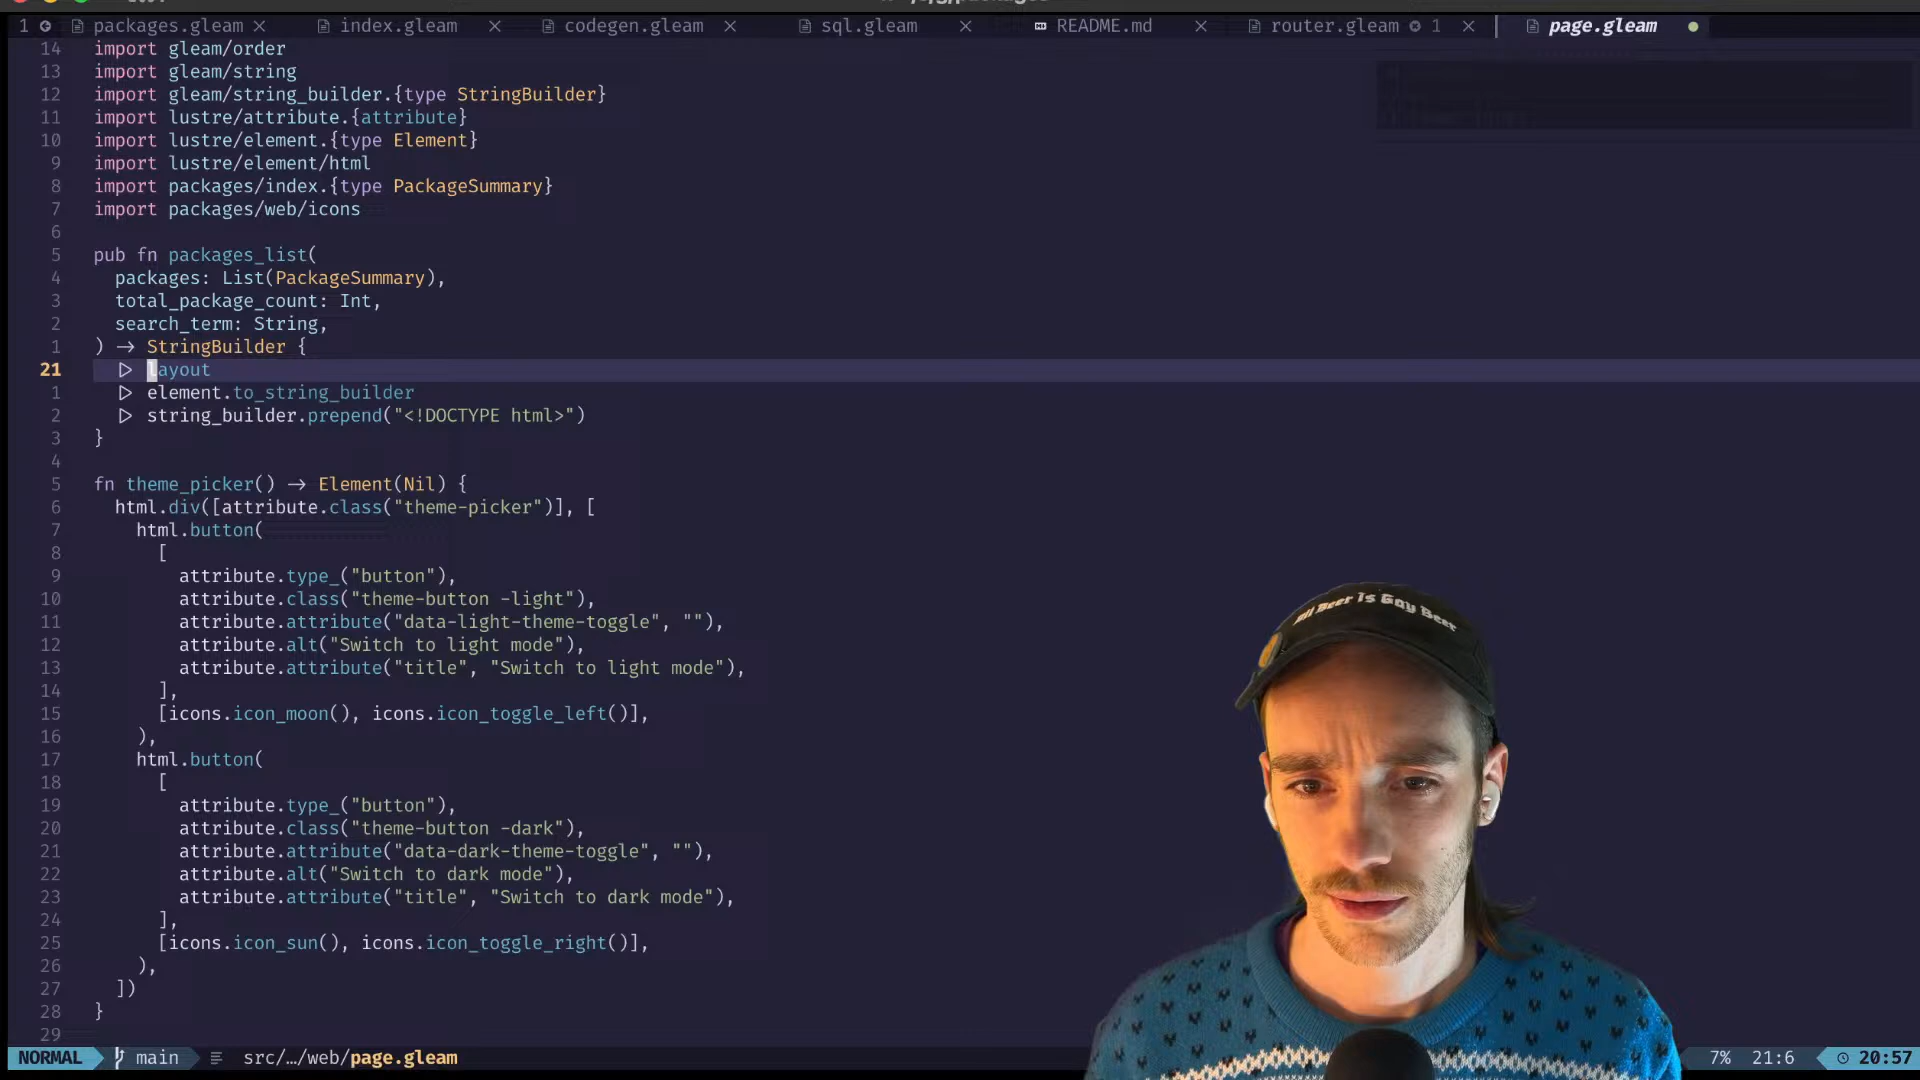 1 packages.gleam index.gleam codegen.gleam sql.gleam README.md router.gleam 1 page.gleam
14 import gleam/order
13 import gleam/string
12 import gleam/string_builder.{type StringBuilder}
11 import lustre/attribute.{attribute}
10 import lustre/element.{type Element}
9 import lustre/element/html
8 import packages/index.{type PackageSummary}
7 import packages/web/icons
6
5 pub fn packages_list(
4 packages: List(PackageSummary),
3 total_package_count: Int,
2 search_term: String,
1 ) → StringBuilder {
21 ▷ layout
1 ▷ element.to_string_builder
2 ▷ string_builder.prepend("<!DOCTYPE html>")
3 }
4
5 fn theme_picker() → Element(Nil) {
6 html.div([attribute.class("theme-picker")], [
7 html.button(
8 [
9 attribute.type_("button"),
10 attribute.class("theme-button -light"),
11 attribute.attribute("data-light-theme-toggle", ""),
12 attribute.alt("Switch to light mode"),
13 attribute.attribute("title", "Switch to light mode"),
14 ],
15 [icons.icon_moon(), icons.icon_toggle_left()],
16 ),
17 html.button(
18 [
19 attribute.type_("button"),
20 attribute.class("theme-button -dark"),
21 attribute.attribute("data-dark-theme-toggle", ""),
22 attribute.alt("Switch to dark mode"),
23 attribute.attribute("title", "Switch to dark mode"),
24 ],
25 [icons.icon_sun(), icons.icon_toggle_right()],
26 ),
27 ])
28 }
29
Beer Is Gay Beer
NORMAL main src/…/web/page.gleam 7% 21:6 20:57